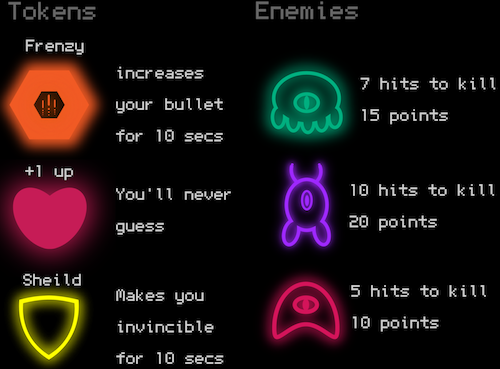 Tokens
Frenzy
increases
your bullet
for 10 secs
+1 up
You'll never
guess
Sheild
Makes you
invincible
for 10 secs
Enemies
7 hits to kill
15 points
10 hits to kill
20 points
5 hits to kill
10 points